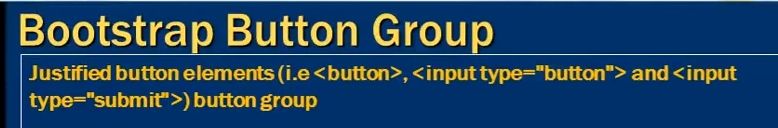 Bootstrap Button Group
Justified button elements (i.e <button>, <input type="button"> and <input
type="submit">) button group